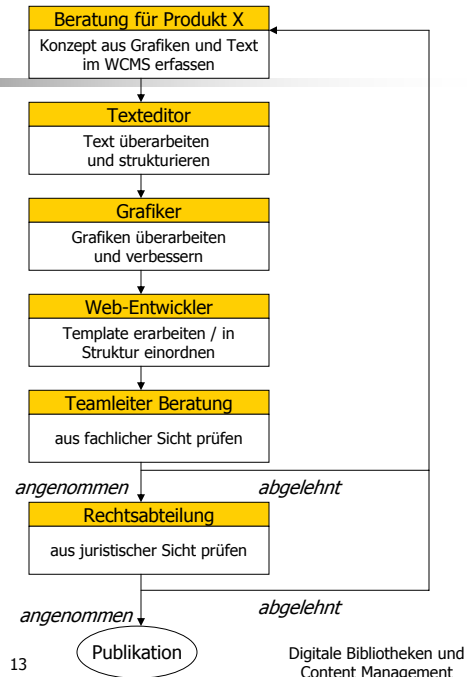 Beratung für Produkt X
Konzept aus Grafiken und Text
im WCMS erfassen
Texteditor
Text überarbeiten
und strukturieren
Grafiker
Grafiken überarbeiten
und verbessern
Web-Entwickler
Template erarbeiten / in
Struktur einordnen
Teamleiter Beratung
aus fachlicher Sicht prüfen
angenommen
abgelehnt
Rechtsabteilung
aus juristischer Sicht prüfen
angenommen
abgelehnt
Publikation
13
Digitale Bibliotheken und
Content Management